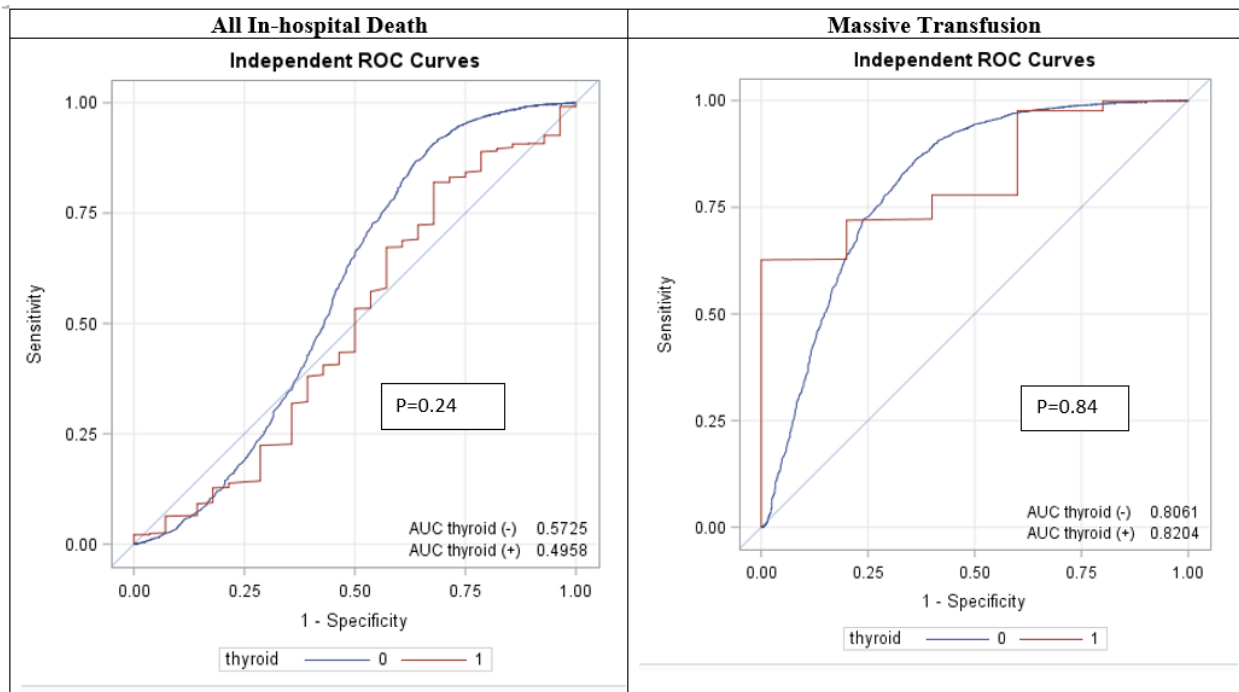 All In-hospital Death
Independent ROC Curves
1.00
0.75
0.50
0.25
0.00
Sensitivity
P=0.24
AUC thyroid (-) 0.5725
AUC thyroid (+) 0.4958
0.00 0.25 0.50 0.75 1.00
1 - Specificity
thyroid 0 1
Massive Transfusion
Independent ROC Curves
1.00
0.75
0.50
0.25
0.00
Sensitivity
P=0.84
AUC thyroid (-) 0.8061
AUC thyroid (+) 0.8204
0.00 0.25 0.50 0.75 1.00
1 - Specificity
thyroid 0 1